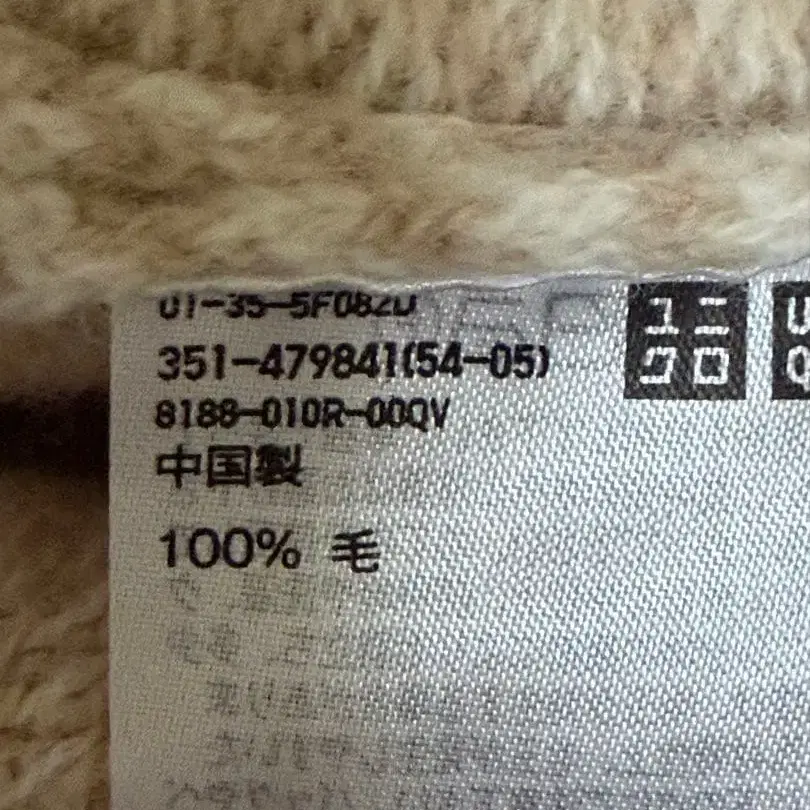 01-35-5F082D
351-479841(54-05)
8188-010R-00QV
中国製
100% 毛
ユニ
クロ